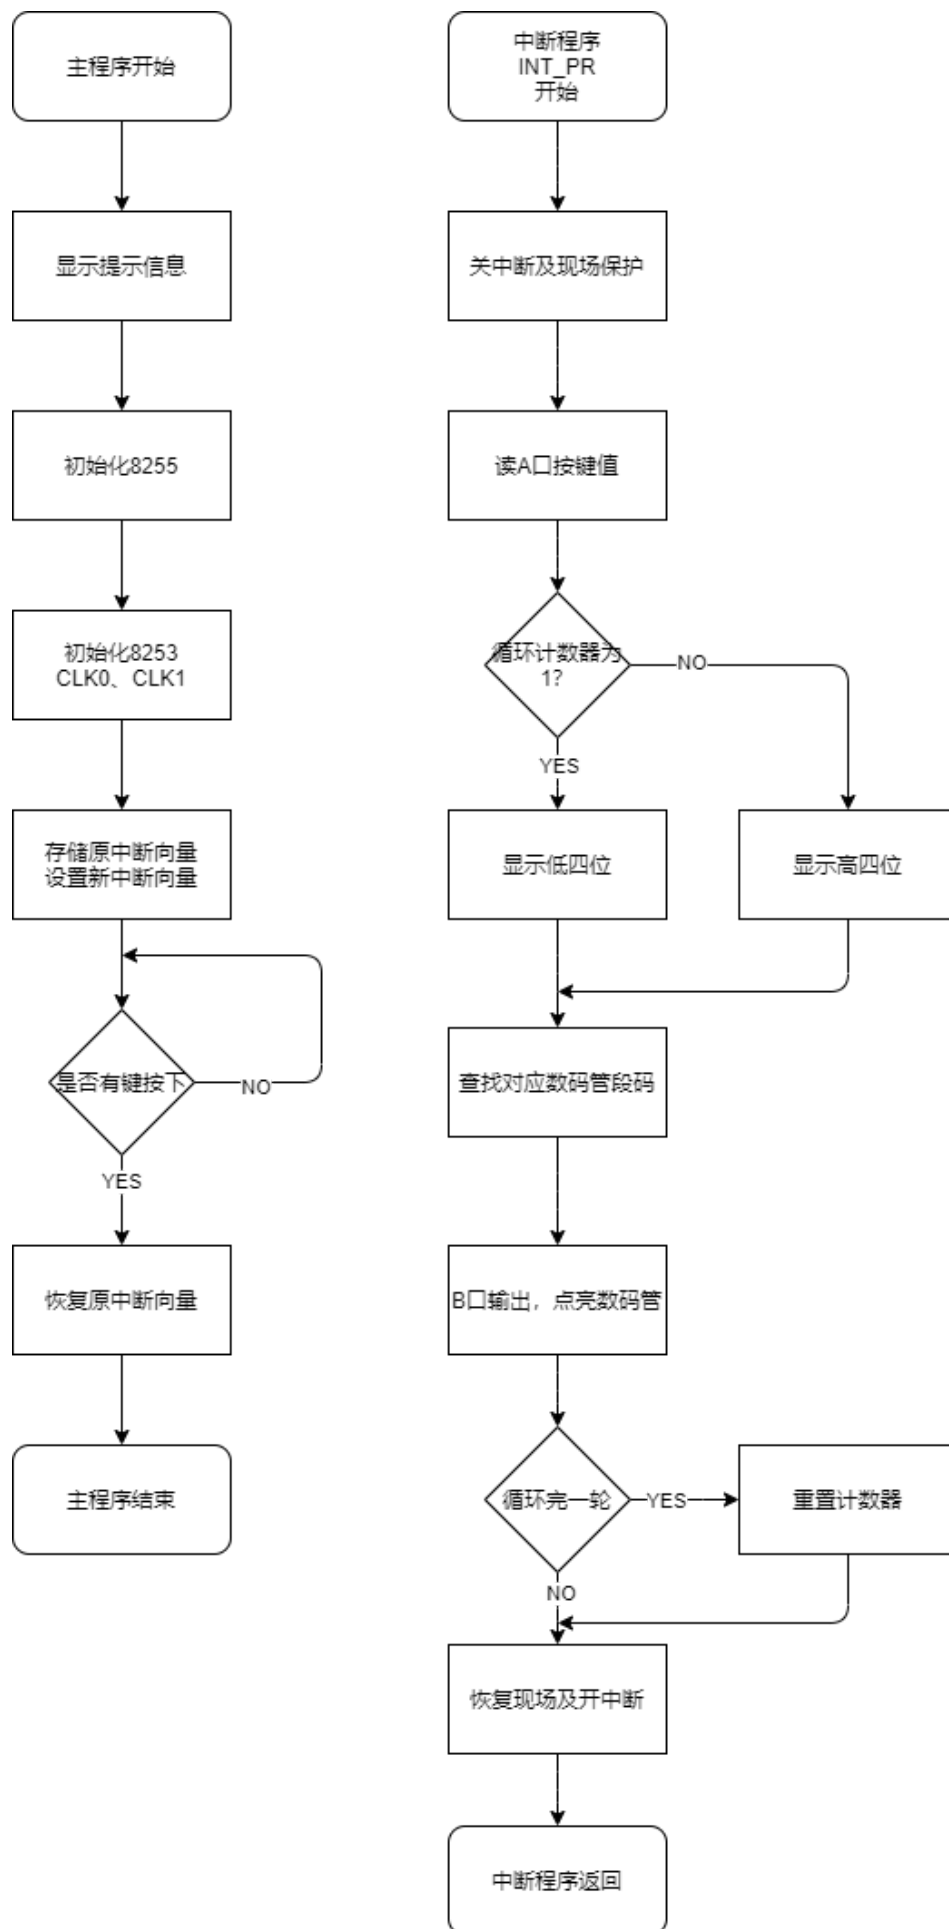 主程序开始
显示提示信息
初始化8255
初始化8253
CLK0、CLK1
存储原中断向量
设置新中断向量
是否有键按下
NO
YES
恢复原中断向量
主程序结束
中断程序
INT_PR
开始
关中断及现场保护
读A口按键值
循环计数器为
1?
NO
YES
显示低四位
显示高四位
查找对应数码管段码
B口输出，点亮数码管
循环完一轮
YES
重置计数器
NO
恢复现场及开中断
中断程序返回